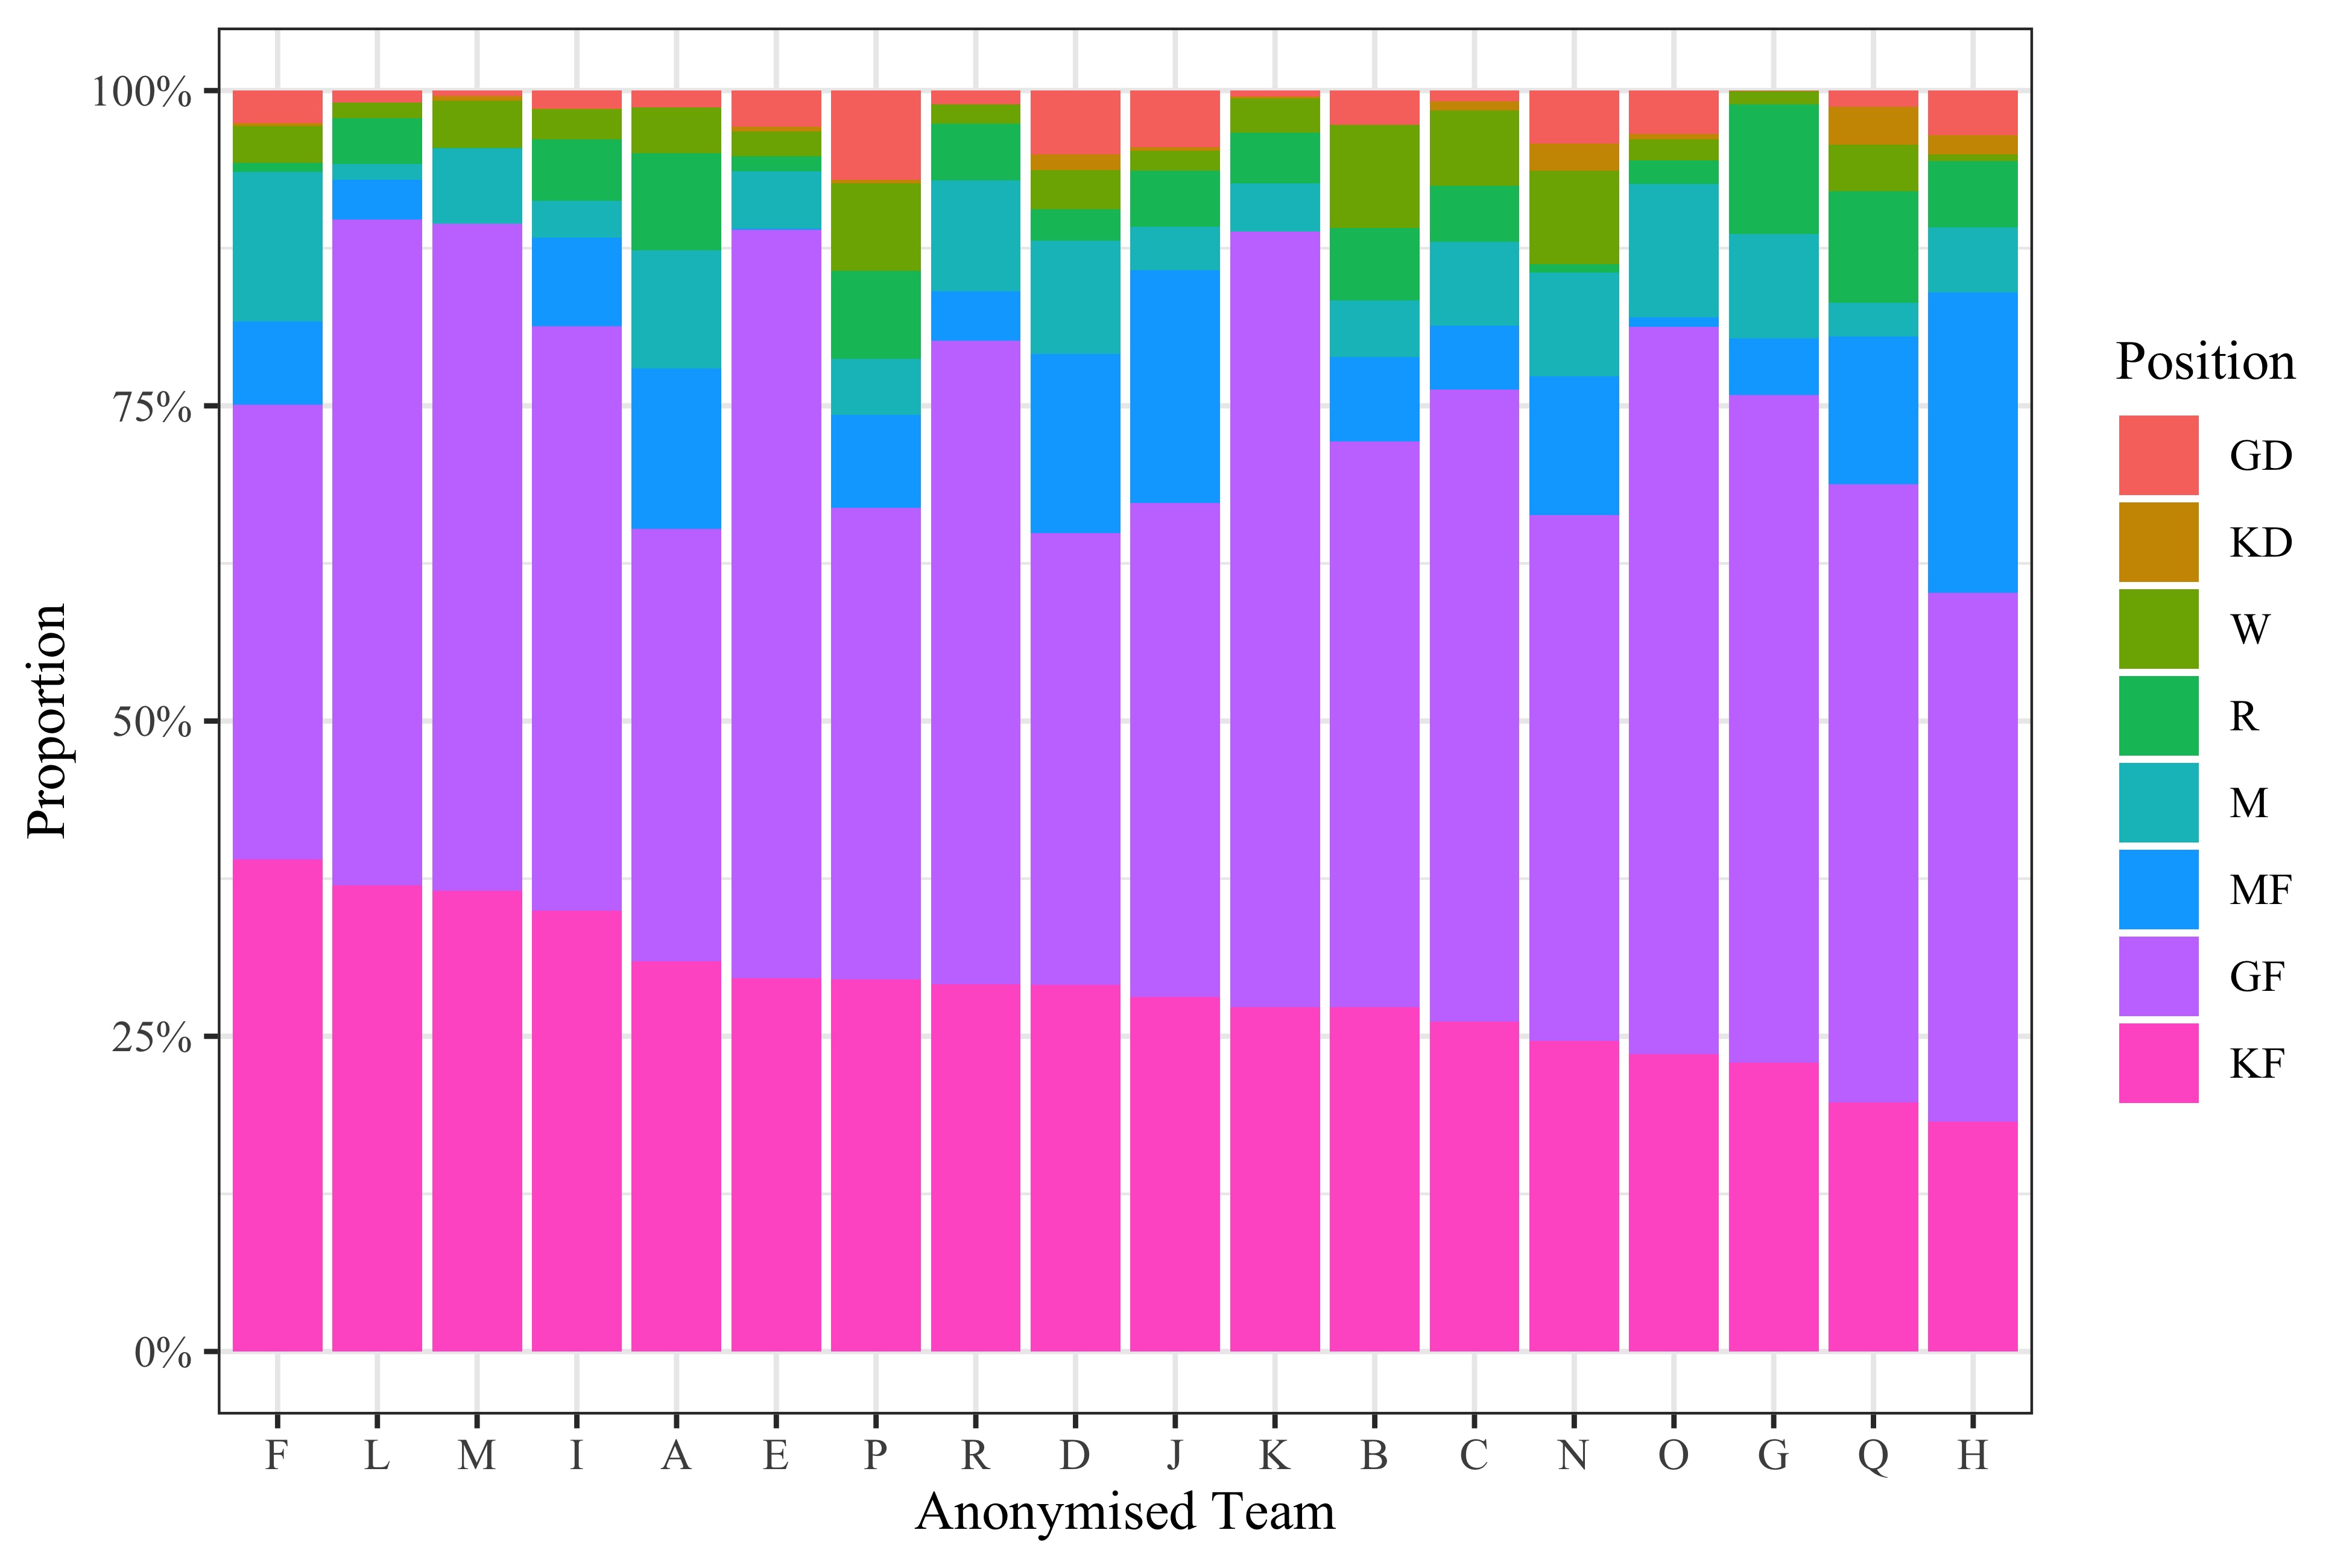 100%
75%
50%
25%
0%
Proportion
F L M I A E P R D J K B C N O G Q H
Anonymised Team
Position
GD
KD
W
R
M
MF
GF
KF